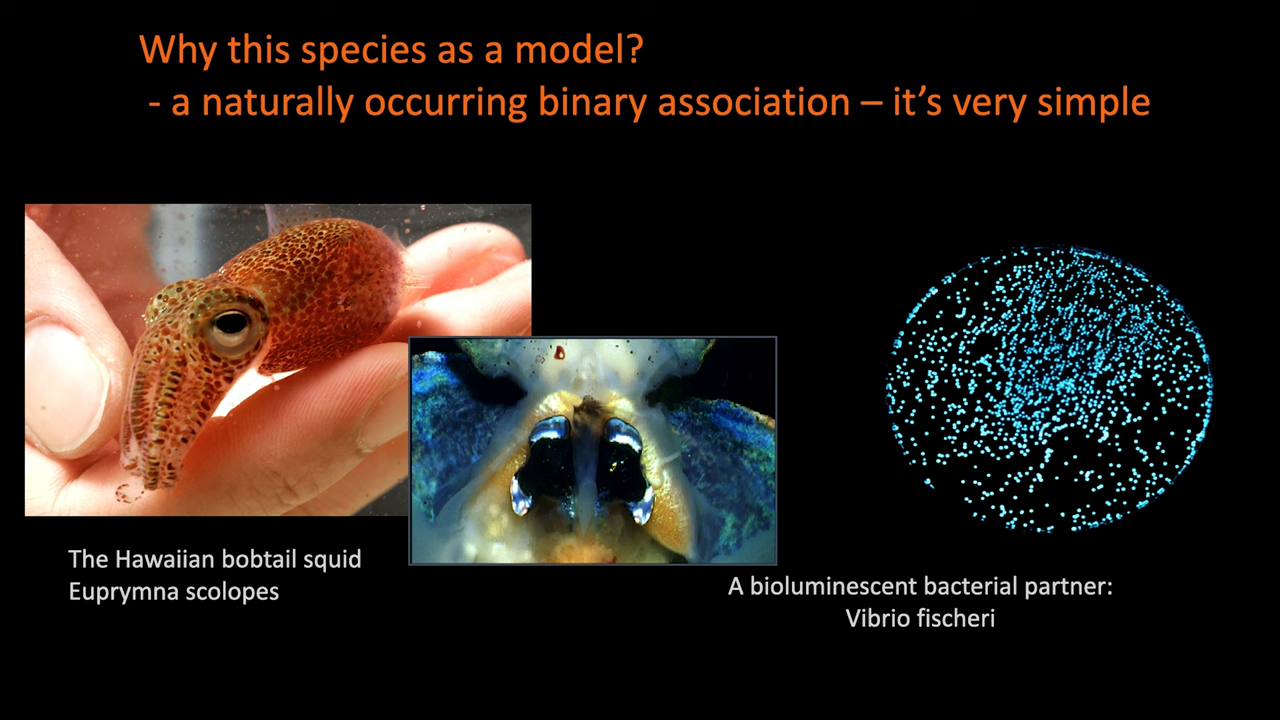 Why this species as a model?
- a naturally occurring binary association – it’s very simple
The Hawaiian bobtail squid
Euprymna scolopes
A bioluminescent bacterial partner:
Vibrio fischeri